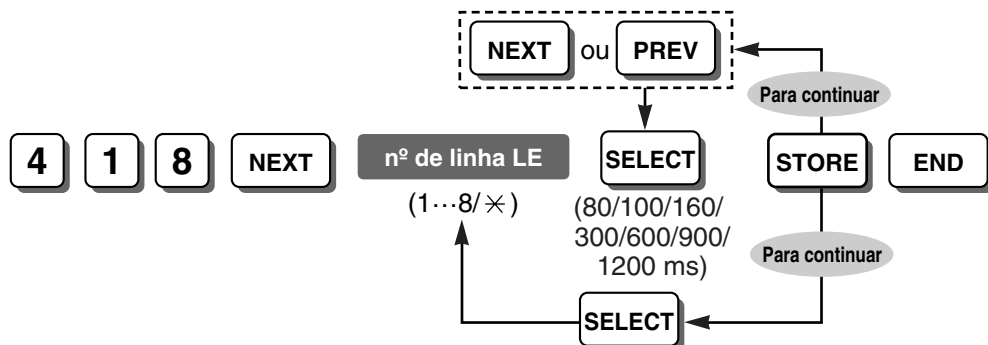 NEXT ou PREV
Para continuar
4 1 8 NEXT nº de linha LE SELECT STORE END
(1···8/✳)
(80/100/160/
300/600/900/
1200 ms)
Para continuar
SELECT